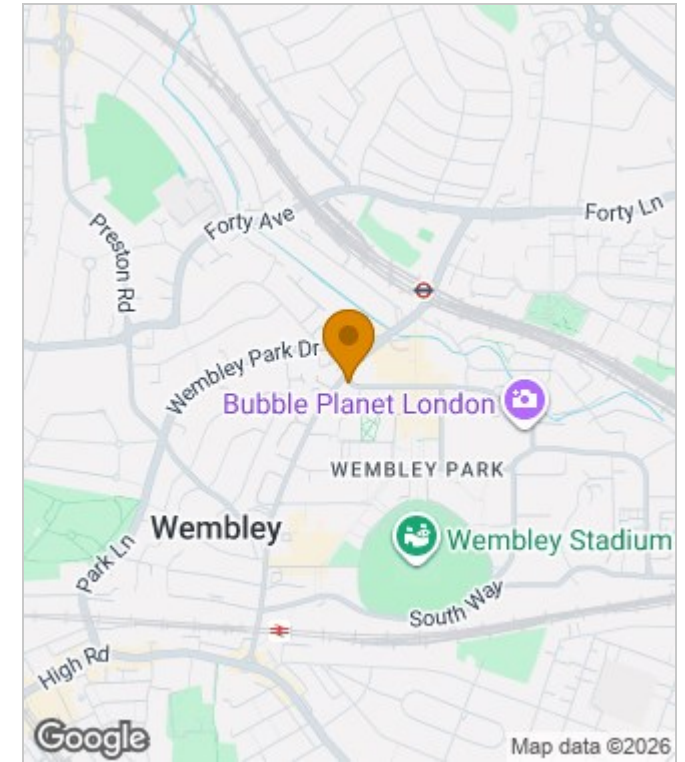 Forty Ave
Forty Ln
Preston Rd
Wembley Park Dr
Bubble Planet London
WEMBLEY PARK
Wembley
Wembley Stadium
Park Ln
South Way
High Rd
Google
Map data ©2026